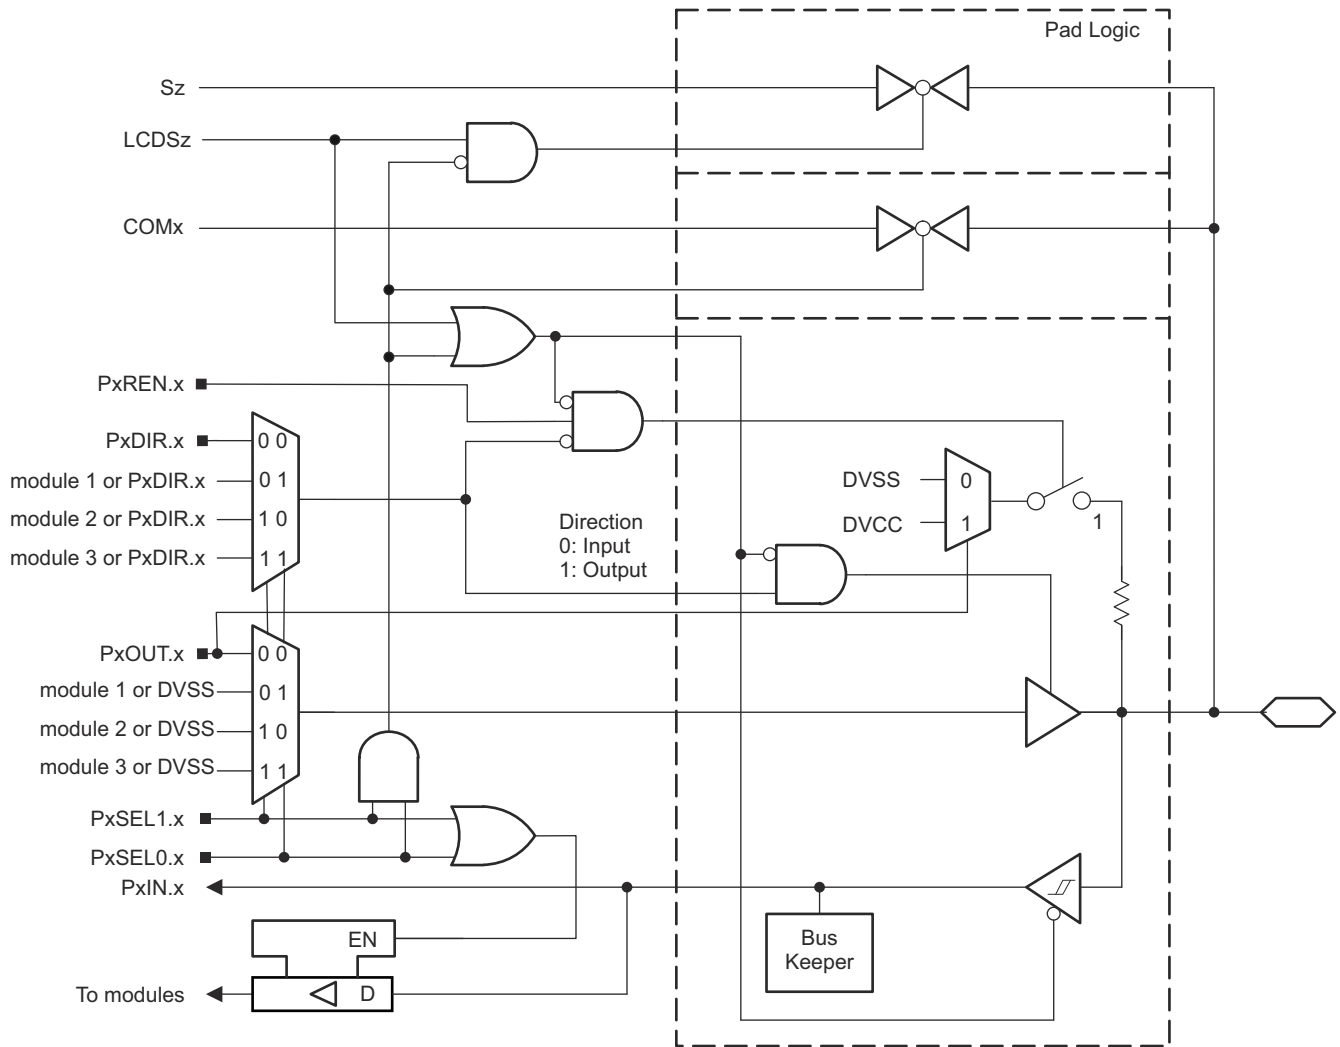 Pad Logic
Sz
LCDSz
COMx
PxREN.x
PxDIR.x
0 0
module 1 or PxDIR.x
0 1
module 2 or PxDIR.x
1 0
module 3 or PxDIR.x
1 1
Direction
0: Input
1: Output
DVSS
0
DVCC
1
1
PxOUT.x
0 0
module 1 or DVSS
0 1
module 2 or DVSS
1 0
module 3 or DVSS
1 1
PxSEL1.x
PxSEL0.x
PxIN.x
Bus
Keeper
EN
To modules
D